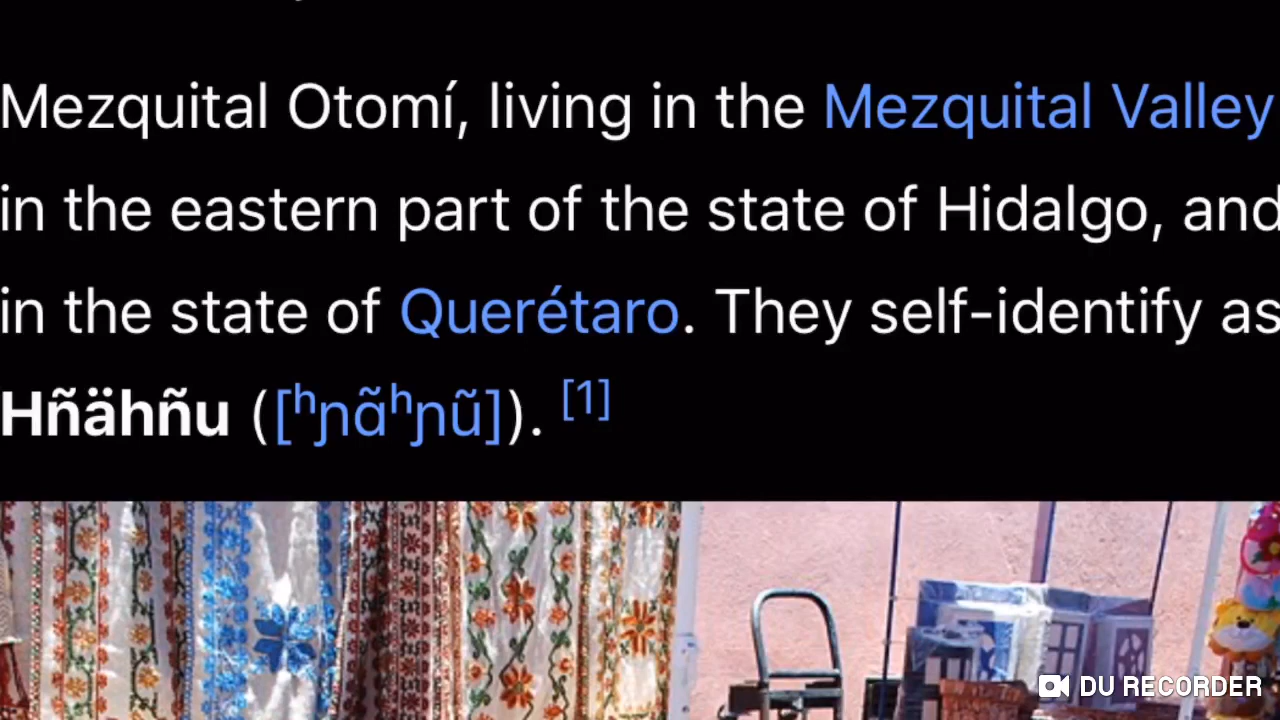 Mezquital Otomí, living in the Mezquital Valley
in the eastern part of the state of Hidalgo, and
in the state of Querétaro. They self-identify as
Hñähñu ([ʰɲɑ̃ʰɲũ]). [1]
DU RECORDER